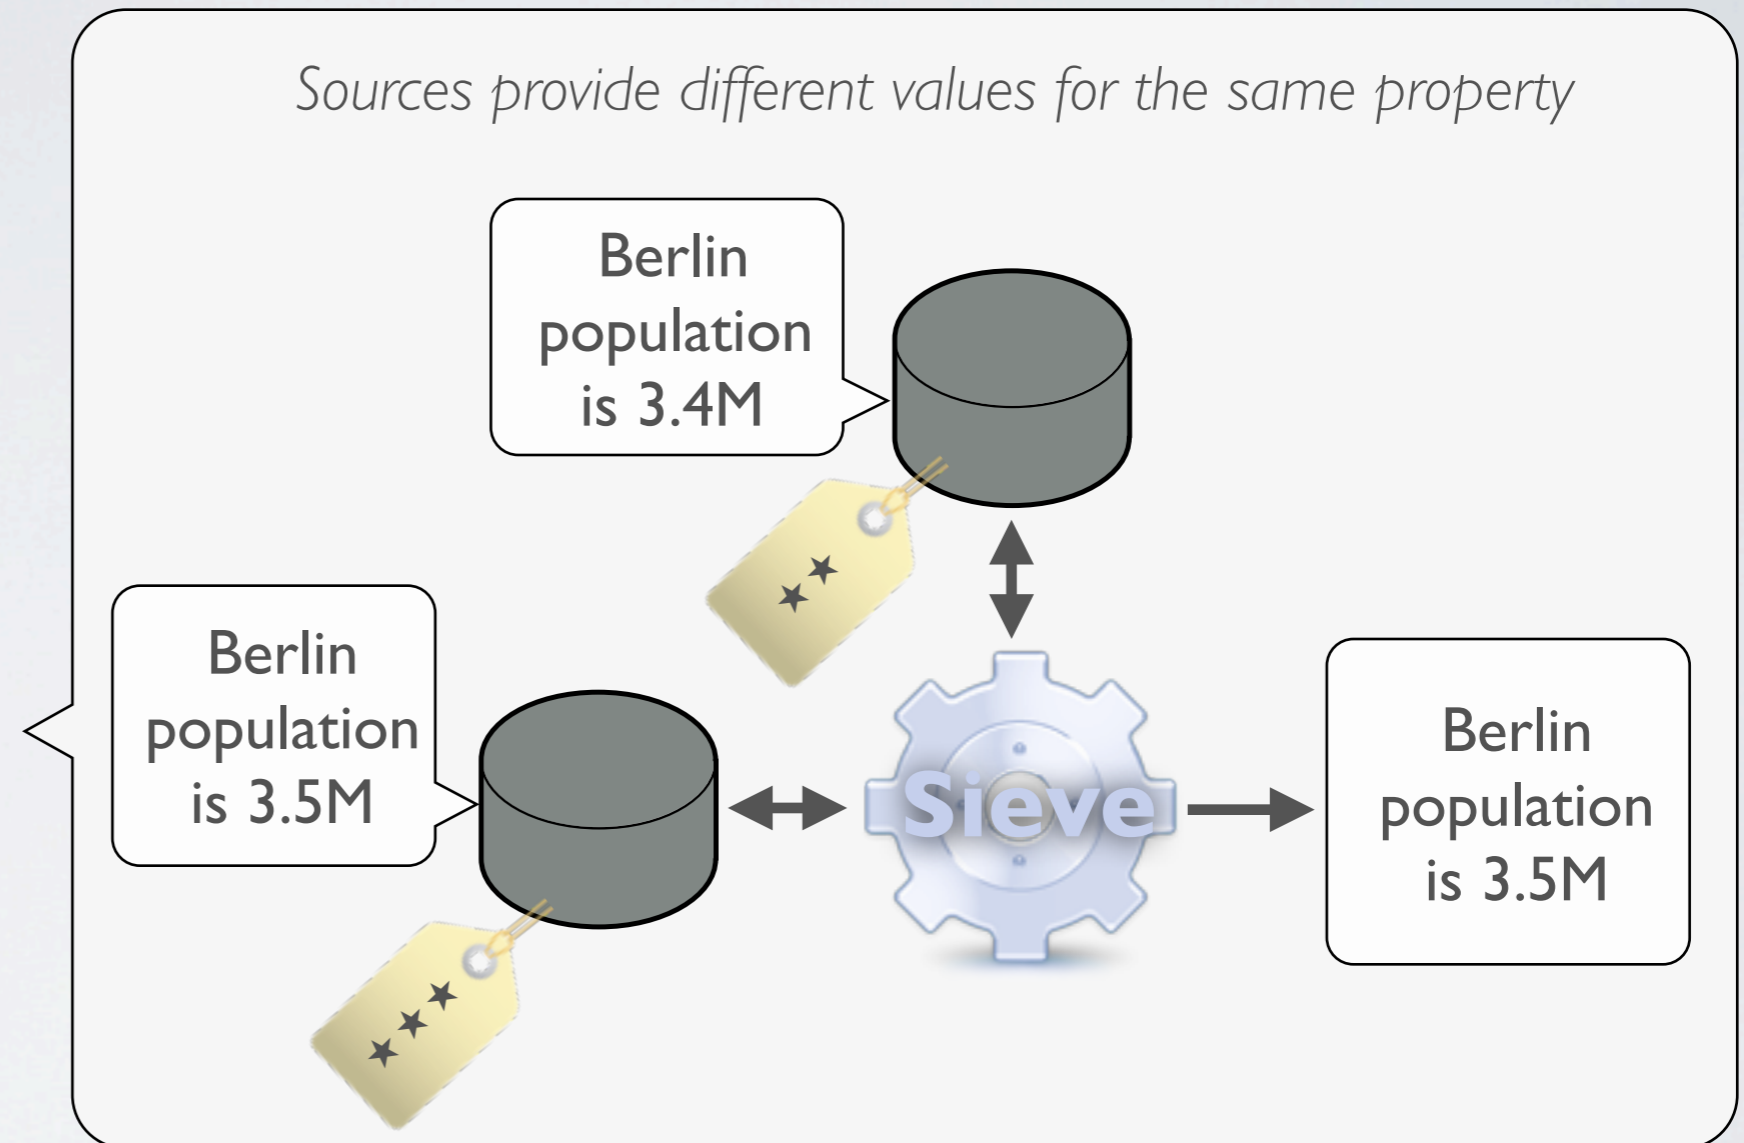 Sources provide different values for the same property
Berlin
population
is 3.4M
Berlin
population
is 3.5M
Sieve
Berlin
population
is 3.5M